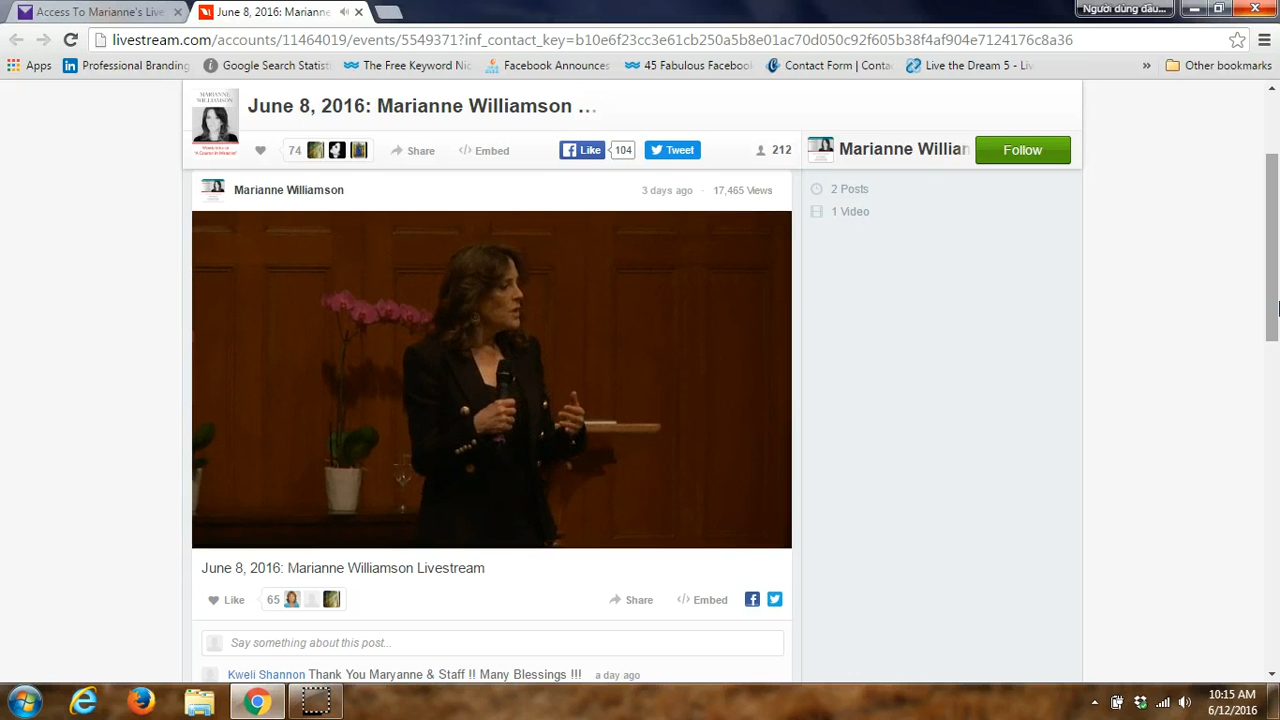 Access To Marianne's Live
June 8, 2016: Marianne
Người dùng đầu...
livestream.com/accounts/11464019/events/5549371?inf_contact_key=b10e6f23cc3e61cb250a5b8e01ac70d050c92f605b38f4af904e7124176c8a36
Apps
Professional Branding
Google Search Statist
The Free Keyword Nic
Facebook Announces
45 Fabulous Facebook
Contact Form | Conta
Live the Dream 5 - Liv
»
Other bookmarks
MARIANNE
WILLIAMSON
June 8, 2016: Marianne Williamson ...
74
Share
</> Embed
Like
104
Tweet
212
Marianne Willian
Follow
Marianne Williamson
3 days ago · 17,465 Views
2 Posts
1 Video
June 8, 2016: Marianne Williamson Livestream
Like
65
Share
</> Embed
Say something about this post...
Kweli Shannon Thank You Maryanne & Staff !! Many Blessings !!! a day ago
10:15 AM
6/12/2016